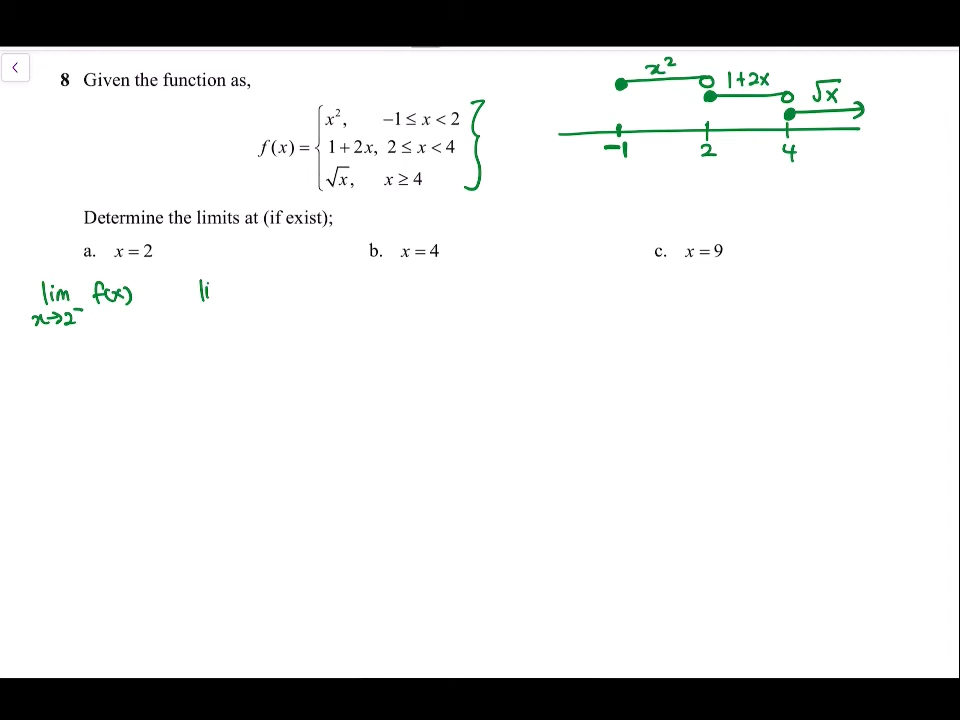 8 Given the function as,
f(x) = { x², −1 ≤ x < 2
1 + 2x, 2 ≤ x < 4
√x, x ≥ 4 }
x²
1+2x
√x
-1 2 4
Determine the limits at (if exist);
a. x = 2 b. x = 4 c. x = 9
lim f(x) li
x→2⁻